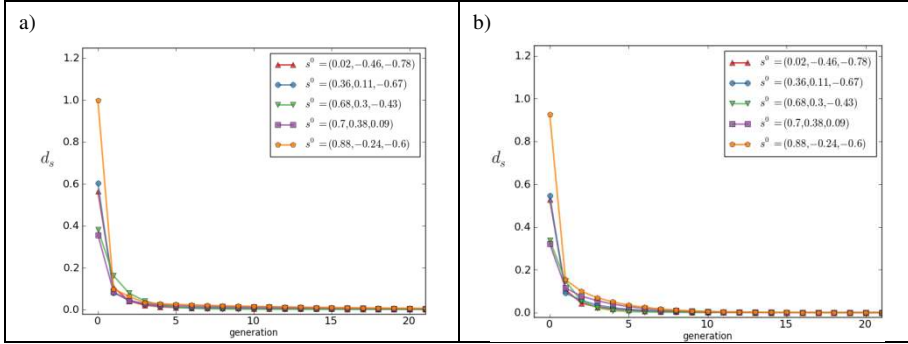 a)
1.2
1.0
0.8
0.6
0.4
0.2
0.0
d_s
s^0 =(0.02,−0.46,−0.78)
s^0 =(0.36,0.11,−0.67)
s^0 =(0.68,0.3,−0.43)
s^0 =(0.7,0.38,0.09)
s^0 =(0.88,−0.24,−0.6)
0 5 10 15 20
generation
b)
1.2
1.0
0.8
0.6
0.4
0.2
0.0
d_s
s^0 =(0.02,−0.46,−0.78)
s^0 =(0.36,0.11,−0.67)
s^0 =(0.68,0.3,−0.43)
s^0 =(0.7,0.38,0.09)
s^0 =(0.88,−0.24,−0.6)
0 5 10 15 20
generation